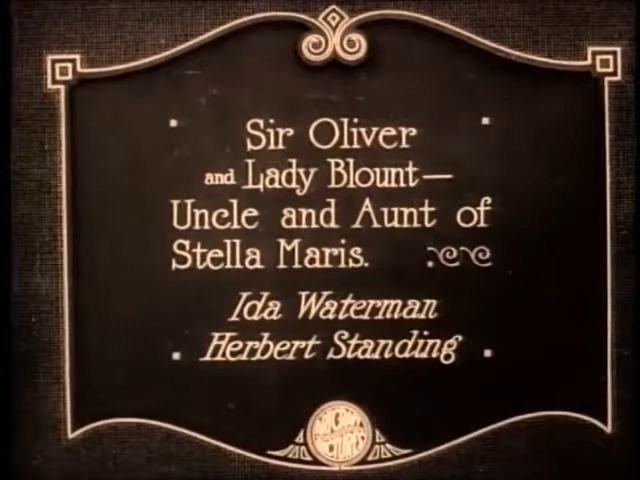 Sir Oliver
and Lady Blount—
Uncle and Aunt of
Stella Maris.
Ida Waterman
Herbert Standing